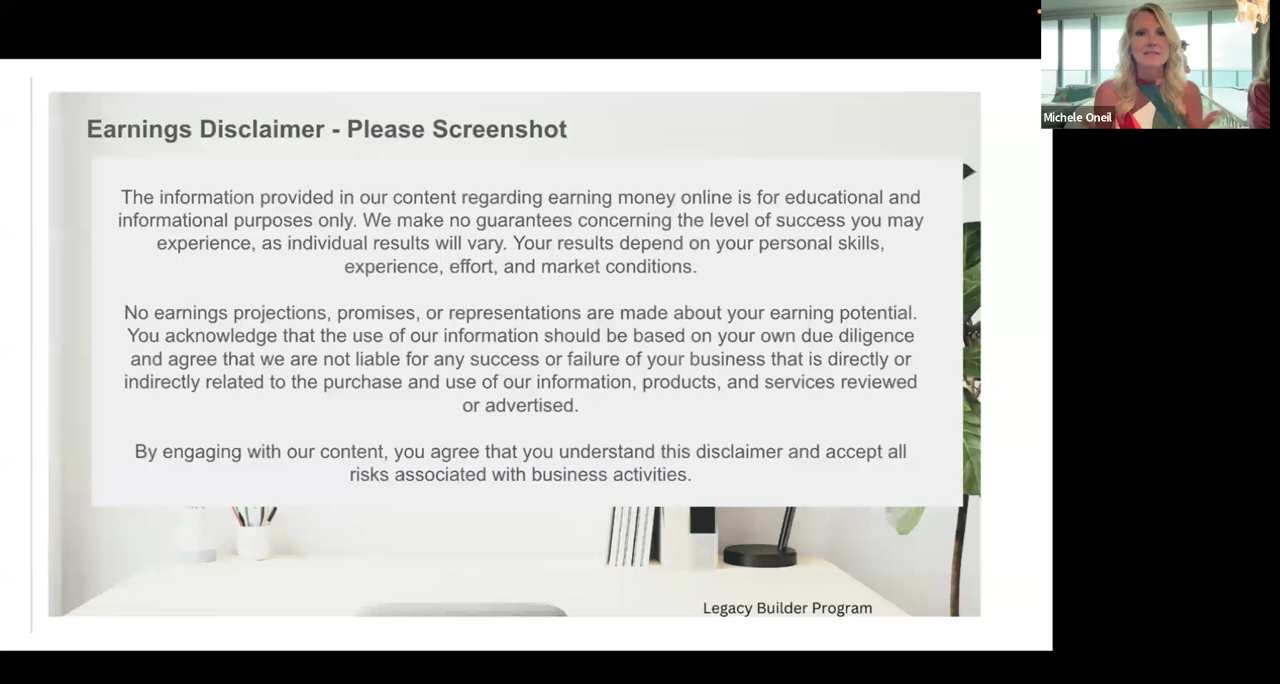 Earnings Disclaimer - Please Screenshot
The information provided in our content regarding earning money online is for educational and
informational purposes only. We make no guarantees concerning the level of success you may
experience, as individual results will vary. Your results depend on your personal skills,
experience, effort, and market conditions.
No earnings projections, promises, or representations are made about your earning potential.
You acknowledge that the use of our information should be based on your own due diligence
and agree that we are not liable for any success or failure of your business that is directly or
indirectly related to the purchase and use of our information, products, and services reviewed
or advertised.
By engaging with our content, you agree that you understand this disclaimer and accept all
risks associated with business activities.
Legacy Builder Program
Michele Oneil